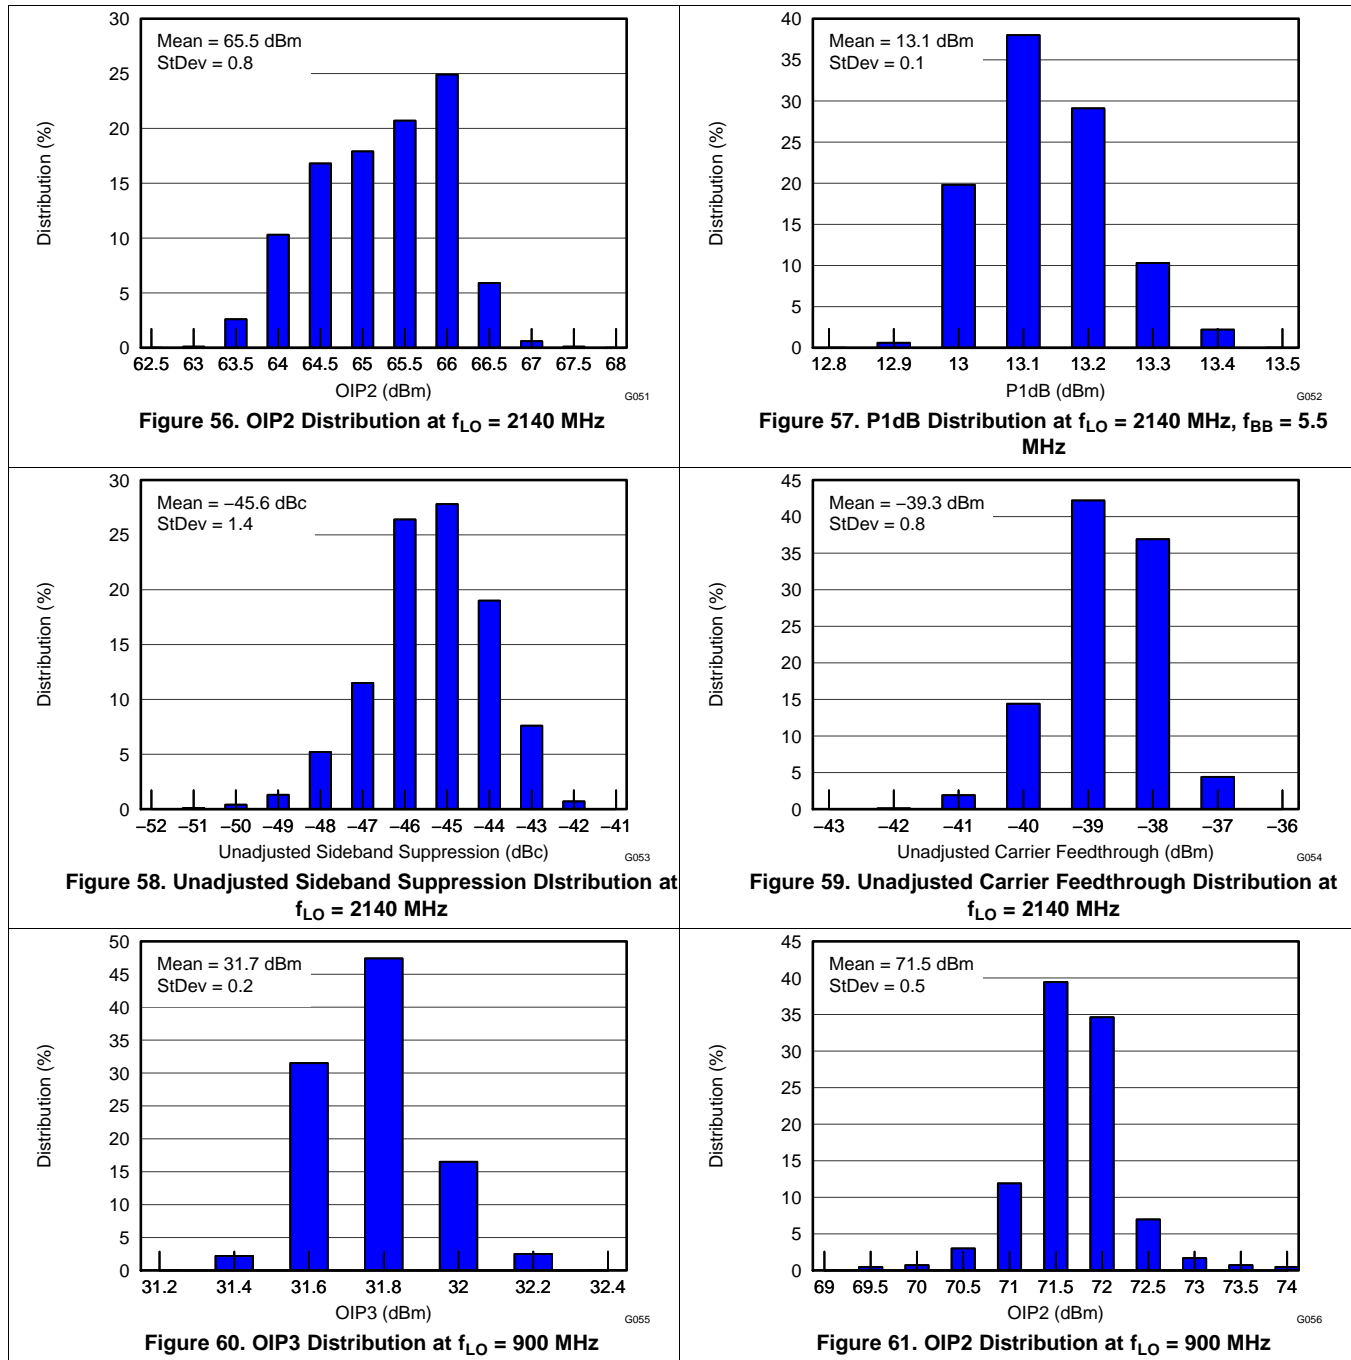 30
25
20
15
10
5
0
Distribution (%)
Mean = 65.5 dBm
StDev = 0.8
62.5 63 63.5 64 64.5 65 65.5 66 66.5 67 67.5 68
OIP2 (dBm)
G051
Figure 56. OIP2 Distribution at fLO = 2140 MHz
40
35
30
25
20
15
10
5
0
Distribution (%)
Mean = 13.1 dBm
StDev = 0.1
12.8 12.9 13 13.1 13.2 13.3 13.4 13.5
P1dB (dBm)
G052
Figure 57. P1dB Distribution at fLO = 2140 MHz, fBB = 5.5
MHz
30
25
20
15
10
5
0
Distribution (%)
Mean = −45.6 dBc
StDev = 1.4
−52 −51 −50 −49 −48 −47 −46 −45 −44 −43 −42 −41
Unadjusted Sideband Suppression (dBc)
G053
Figure 58. Unadjusted Sideband Suppression DIstribution at
fLO = 2140 MHz
45
40
35
30
25
20
15
10
5
0
Distribution (%)
Mean = −39.3 dBm
StDev = 0.8
−43 −42 −41 −40 −39 −38 −37 −36
Unadjusted Carrier Feedthrough (dBm)
G054
Figure 59. Unadjusted Carrier Feedthrough Distribution at
fLO = 2140 MHz
50
45
40
35
30
25
20
15
10
5
0
Distribution (%)
Mean = 31.7 dBm
StDev = 0.2
31.2 31.4 31.6 31.8 32 32.2 32.4
OIP3 (dBm)
G055
Figure 60. OIP3 Distribution at fLO = 900 MHz
45
40
35
30
25
20
15
10
5
0
Distribution (%)
Mean = 71.5 dBm
StDev = 0.5
69 69.5 70 70.5 71 71.5 72 72.5 73 73.5 74
OIP2 (dBm)
G056
Figure 61. OIP2 Distribution at fLO = 900 MHz